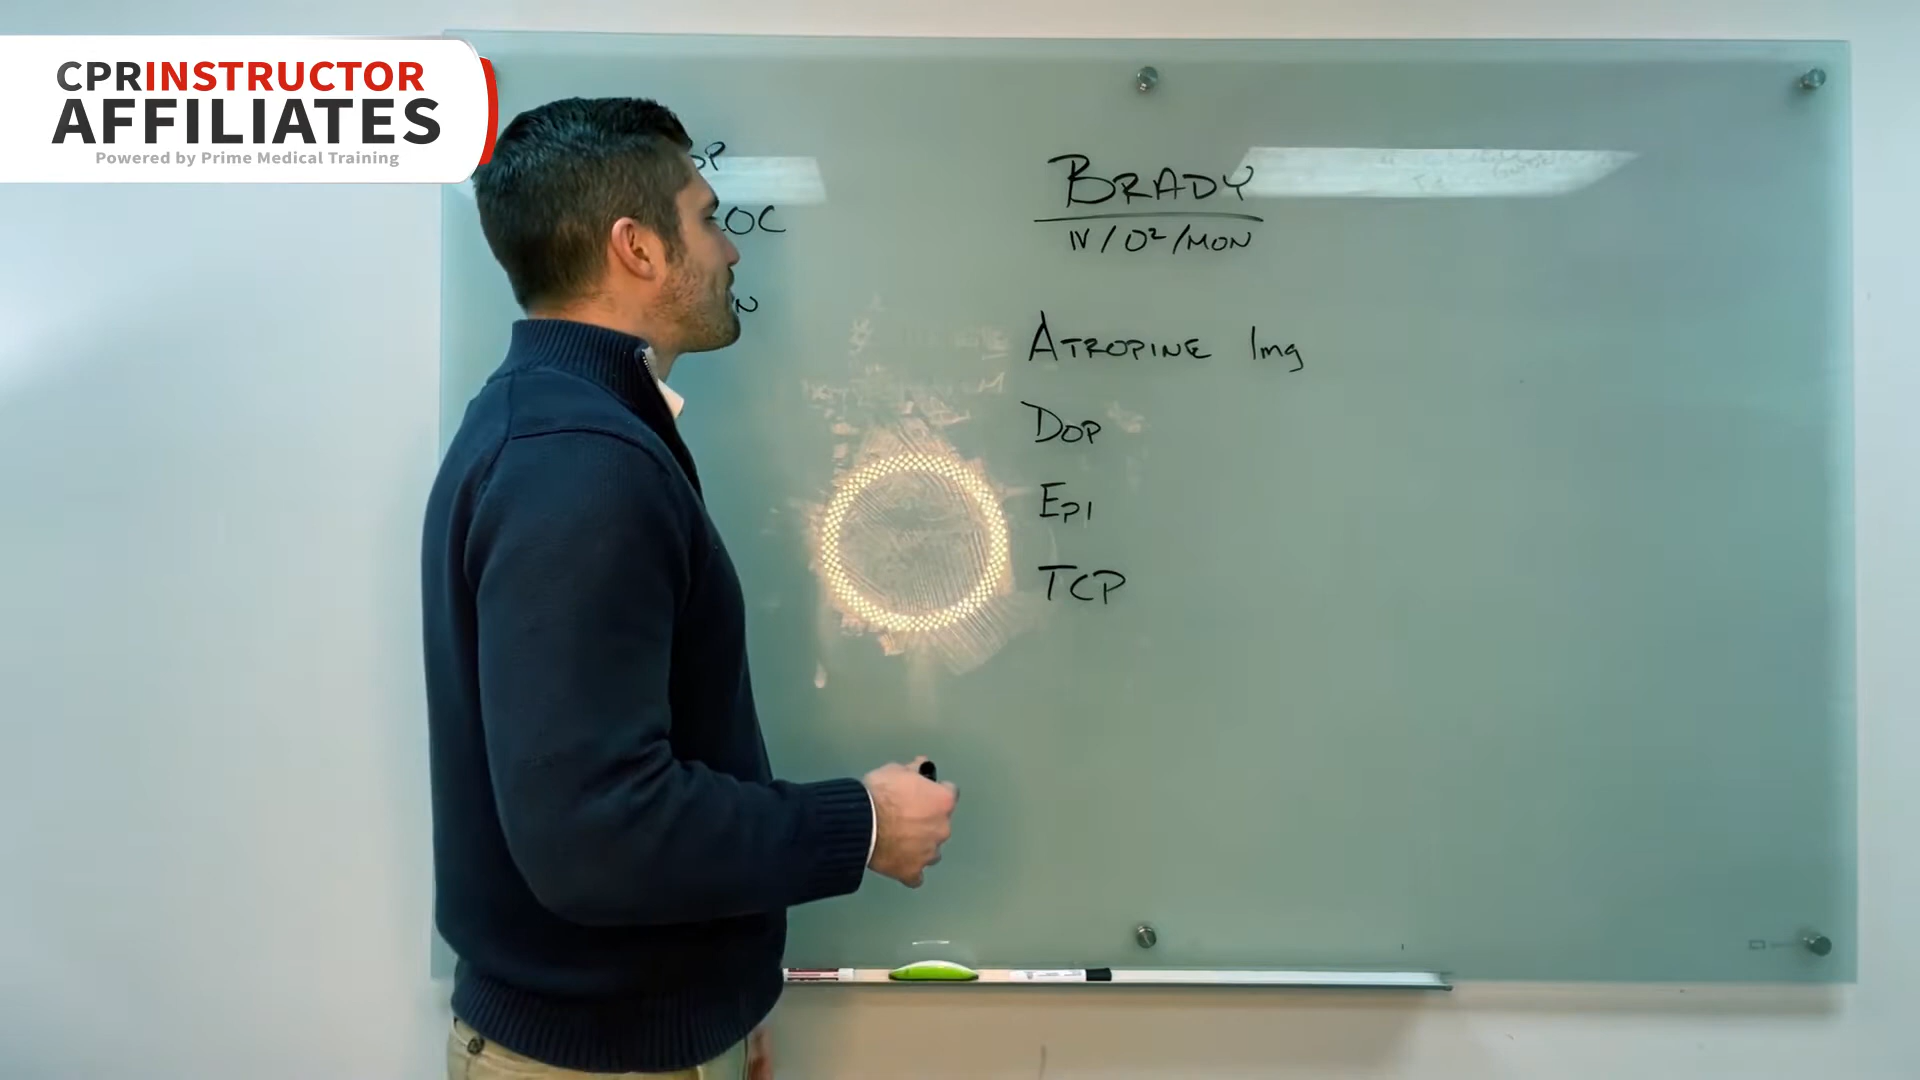 CPRINSTRUCTOR
AFFILIATES
Powered by Prime Medical Training
BRADY
IV / O² / MON
ATROPINE 1mg
DOP
EPI
TCP